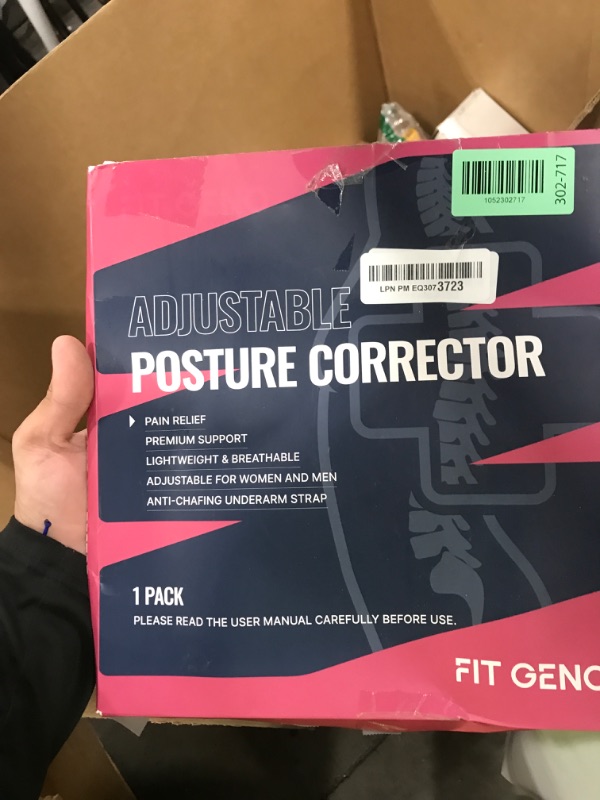 1052302717
302-717
LPN PM EQ3073723
ADJUSTABLE
POSTURE CORRECTOR
PAIN RELIEF
PREMIUM SUPPORT
LIGHTWEIGHT & BREATHABLE
ADJUSTABLE FOR WOMEN AND MEN
ANTI-CHAFING UNDERARM STRAP
1 PACK
PLEASE READ THE USER MANUAL CAREFULLY BEFORE USE.
FIT GENO